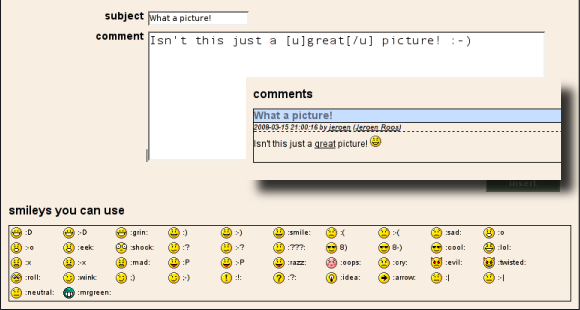 subject What a picture!
comment Isn't this just a [u]great[/u] picture! :-)
comments
What a picture!
2008-03-15 21:00:16 by jeroen (Jeroen Roos)
Isn't this just a great picture!
insert
smileys you can use
:D :-D :grin: :) :-) :smile: :( :-( :sad: :o
:-o :eek: :shook: :? :-? :???: 8) 8-) :cool: :lol:
:x :-x :mad: :P :-P :razz: :oops: :cry: :evil: :twisted:
:roll: :wink: ;) ;-) :!: :?: :idea: :arrow: :| :-|
:neutral: :mrgreen: